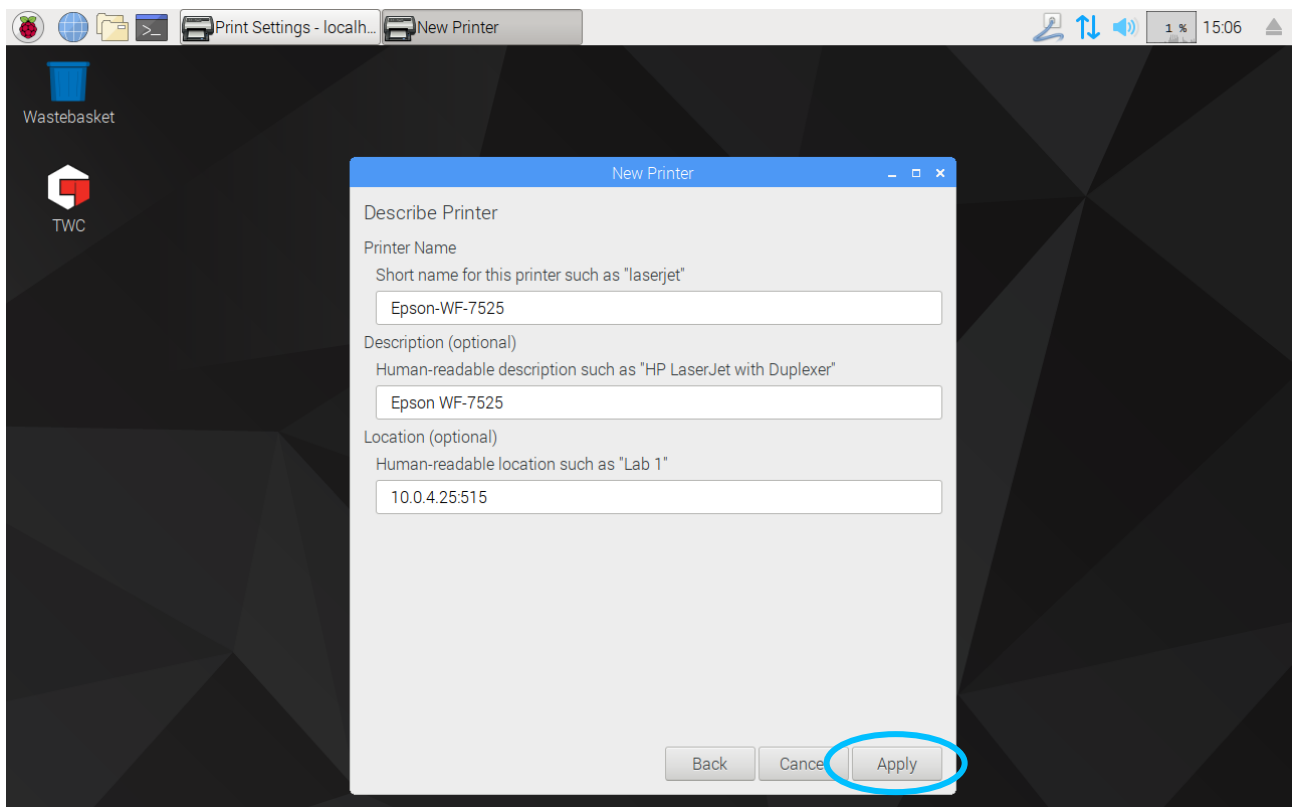 Print Settings - localh...
New Printer
1 %
15:06
Wastebasket
TWC
New Printer
Describe Printer
Printer Name
Short name for this printer such as "laserjet"
Epson-WF-7525
Description (optional)
Human-readable description such as "HP LaserJet with Duplexer"
Epson WF-7525
Location (optional)
Human-readable location such as "Lab 1"
10.0.4.25:515
Back
Cance
Apply